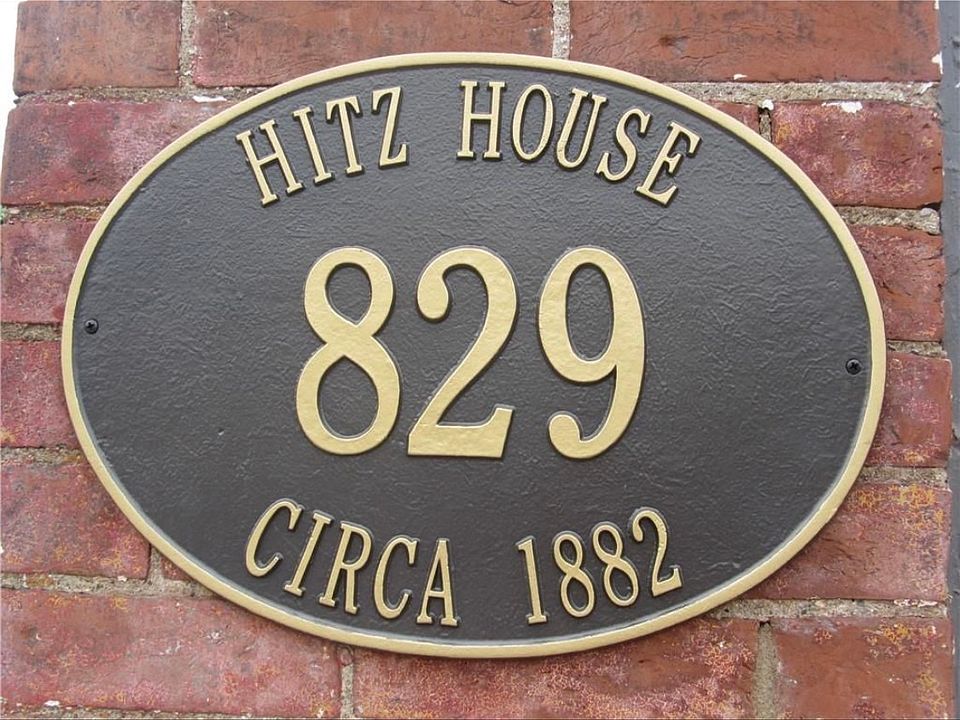 HITZ HOUSE
829
CIRCA 1882